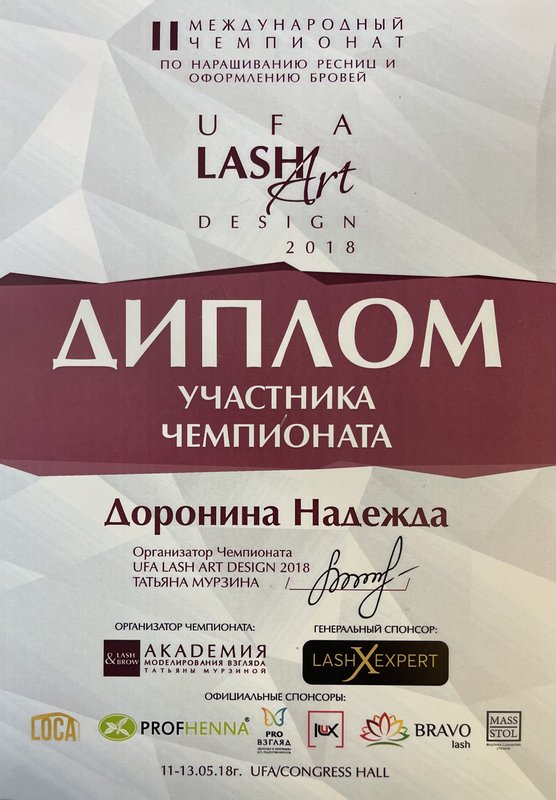 II МЕЖДУНАРОДНЫЙ
ЧЕМПИОНАТ
ПО НАРАЩИВАНИЮ РЕСНИЦ И
ОФОРМЛЕНИЮ БРОВЕЙ
UFA
LASH Art
DESIGN
2018
ДИПЛОМ
УЧАСТНИКА
ЧЕМПИОНАТА
Доронина Надежда
Организатор Чемпионата
UFA LASH ART DESIGN 2018
ТАТЬЯНА МУРЗИНА
ОРГАНИЗАТОР ЧЕМПИОНАТА:
LASH & BROW
АКАДЕМИЯ
МОДЕЛИРОВАНИЯ ВЗГЛЯДА
ТАТЬЯНЫ МУРЗИНОЙ
ГЕНЕРАЛЬНЫЙ СПОНСОР:
LASHXEXPERT
ОФИЦИАЛЬНЫЕ СПОНСОРЫ:
LOCA
PROFHENNA®
PRO
ВЗГЛЯД
lux
BRAVO
lash
MASS
STOL
11-13.05.18г. UFA/CONGRESS HALL